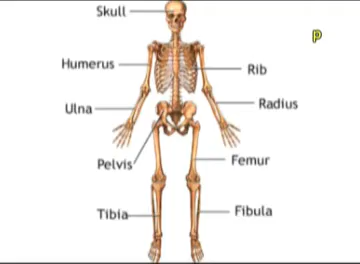 Skull
P
Humerus
Rib
Ulna
Radius
Pelvis
Femur
Tibia
Fibula